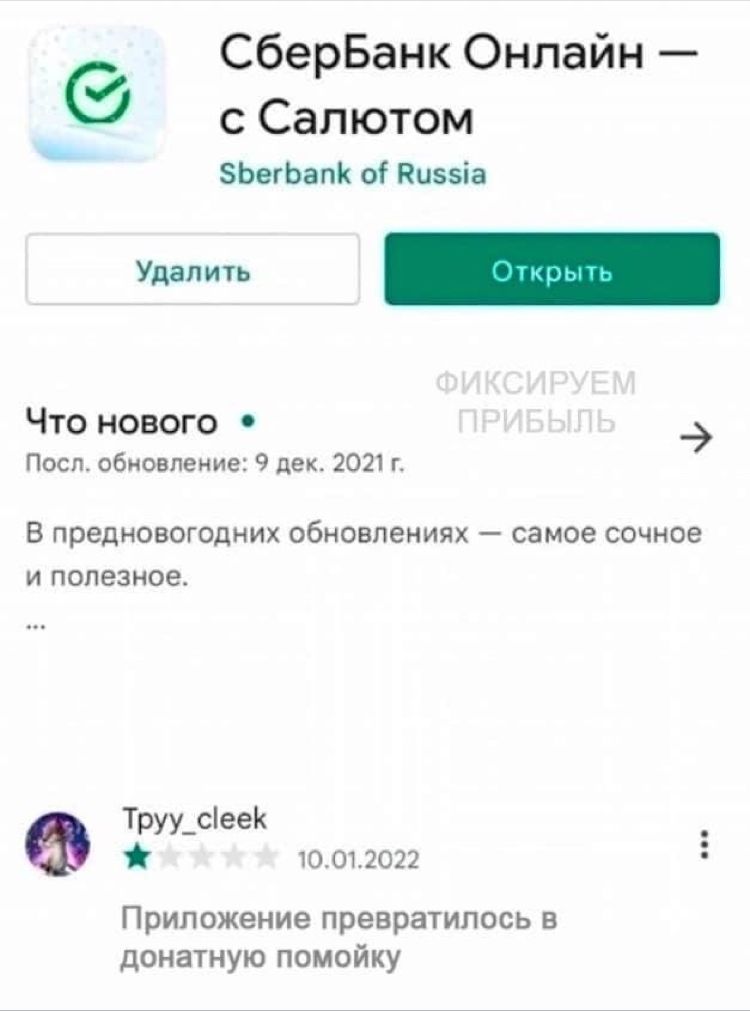 СберБанк Онлайн —
с Салютом
Sberbank of Russia
Удалить
Открыть
ФИКСИРУЕМ
ПРИБЫЛЬ
Что нового
Посл. обновление: 9 дек. 2021 г.
В предновогодних обновлениях — самое сочное
и полезное.
...
Труу_cleek
10.01.2022
Приложение превратилось в
донатную помойку